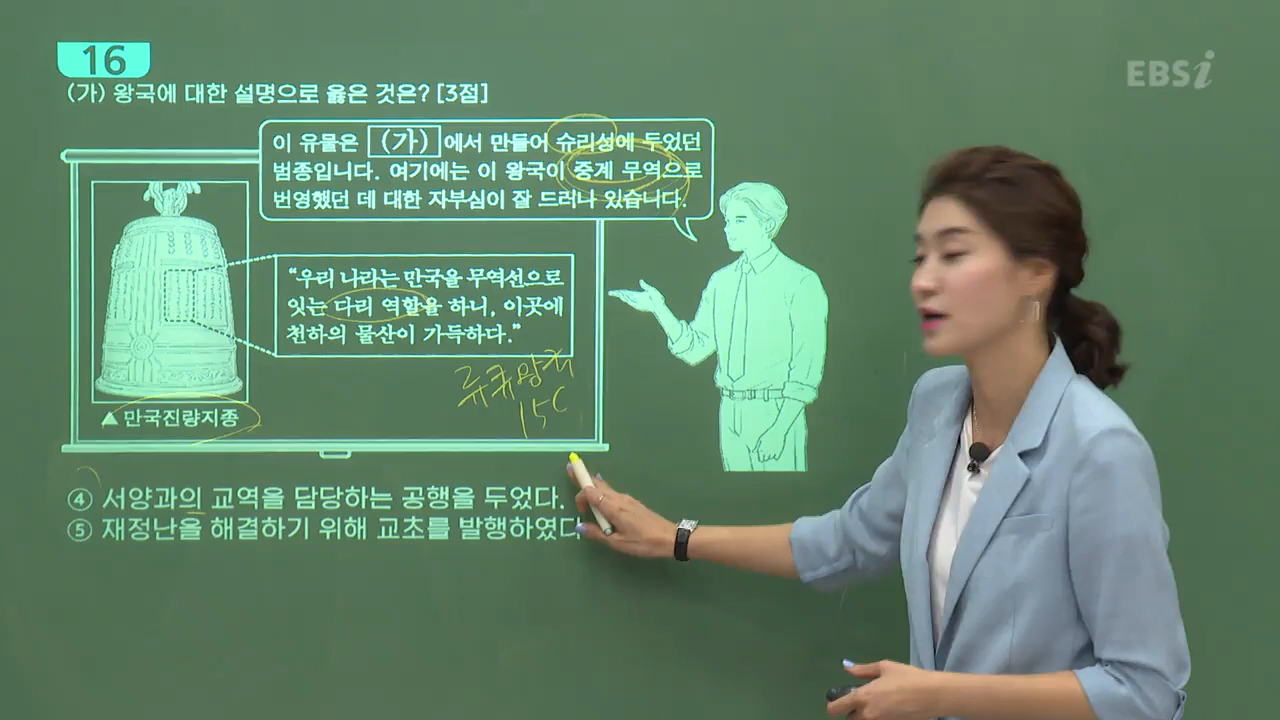 16
EBSi
(가) 왕국에 대한 설명으로 옳은 것은? [3점]
이 유물은 (가) 에서 만들어 슈리성에 두었던
범종입니다. 여기에는 이 왕국이 중계 무역으로
번영했던 데 대한 자부심이 잘 드러나 있습니다.
“우리 나라는 만국을 무역선으로
잇는 다리 역할을 하니, 이곳에
천하의 물산이 가득하다.”
류큐왕국
15C
▲만국진량지종
④ 서양과의 교역을 담당하는 공행을 두었다.
⑤ 재정난을 해결하기 위해 교초를 발행하였다